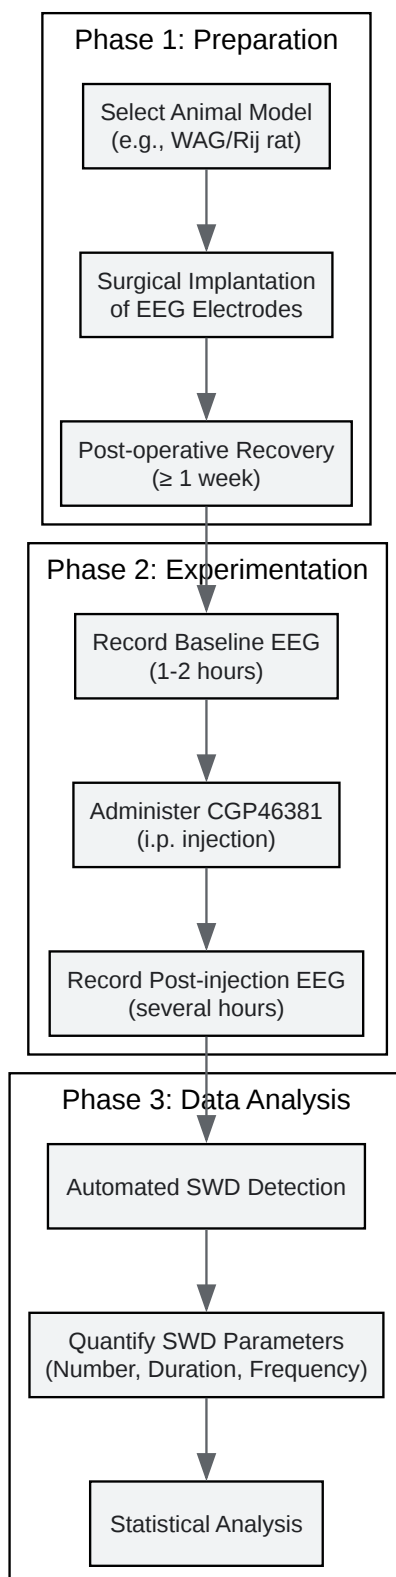 Phase 1: Preparation
Select Animal Model
(e.g., WAG/Rij rat)
Surgical Implantation
of EEG Electrodes
Post-operative Recovery
(≥ 1 week)
Phase 2: Experimentation
Record Baseline EEG
(1-2 hours)
Administer CGP46381
(i.p. injection)
Record Post-injection EEG
(several hours)
Phase 3: Data Analysis
Automated SWD Detection
Quantify SWD Parameters
(Number, Duration, Frequency)
Statistical Analysis